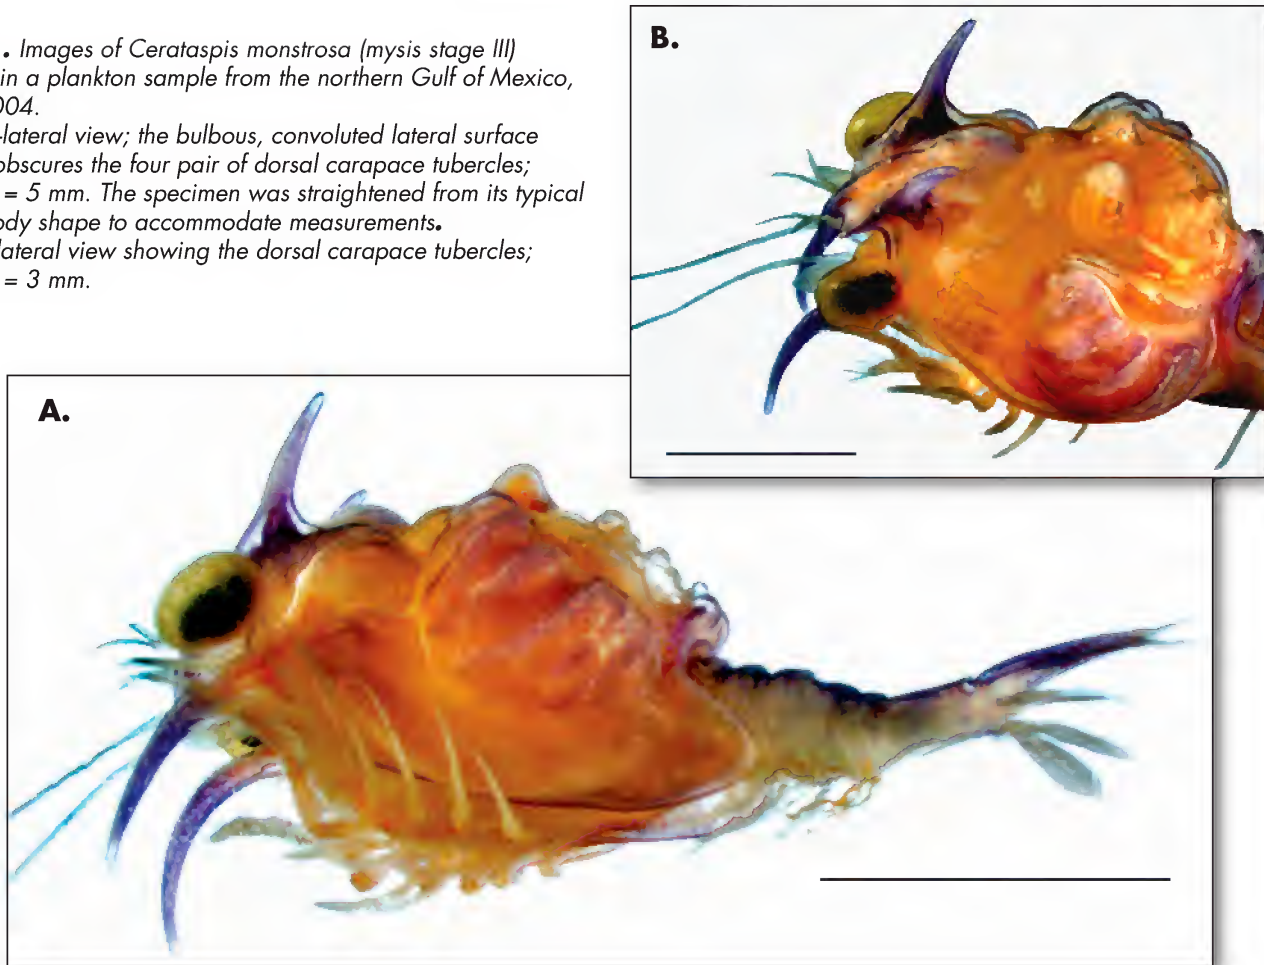 . Images of Cerataspis monstrosa (mysis stage III)
in a plankton sample from the northern Gulf of Mexico,
004.
-lateral view; the bulbous, convoluted lateral surface
obscures the four pair of dorsal carapace tubercles;
= 5 mm. The specimen was straightened from its typical
ody shape to accommodate measurements.
lateral view showing the dorsal carapace tubercles;
= 3 mm.
B.
A.